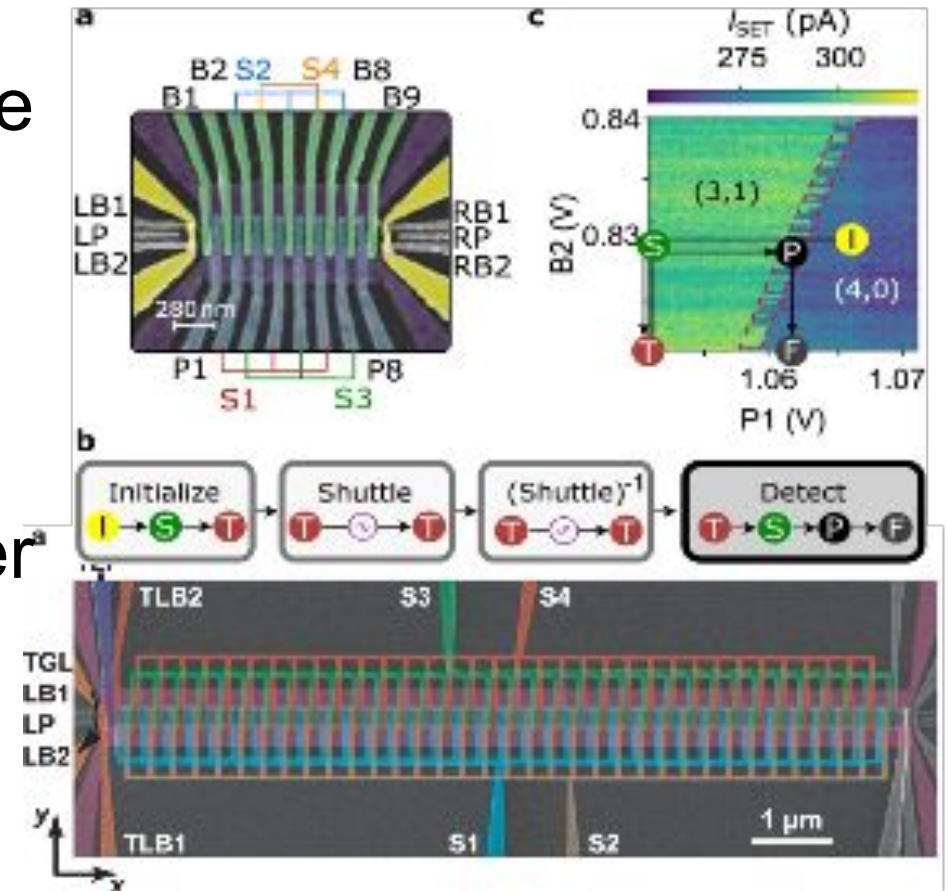 e
a
B2 S2 S4 B8
B1 B9
LB1
LP
LB2
RB1
RP
RB2
280 nm
P1 P8
S1 S3
c
I_SET (pA)
275 300
0.84
0.83
B2 (V)
(3,1)
S P I
(4,0)
T F
1.06 1.07
P1 (V)
b
Initialize
I S T
Shuttle
T T
(Shuttle)⁻¹
T T
Detect
T S P F
er
a
TLB2 S3 S4
TGL
LB1
LP
LB2
TLB1 S1 S2
1 µm
y
x